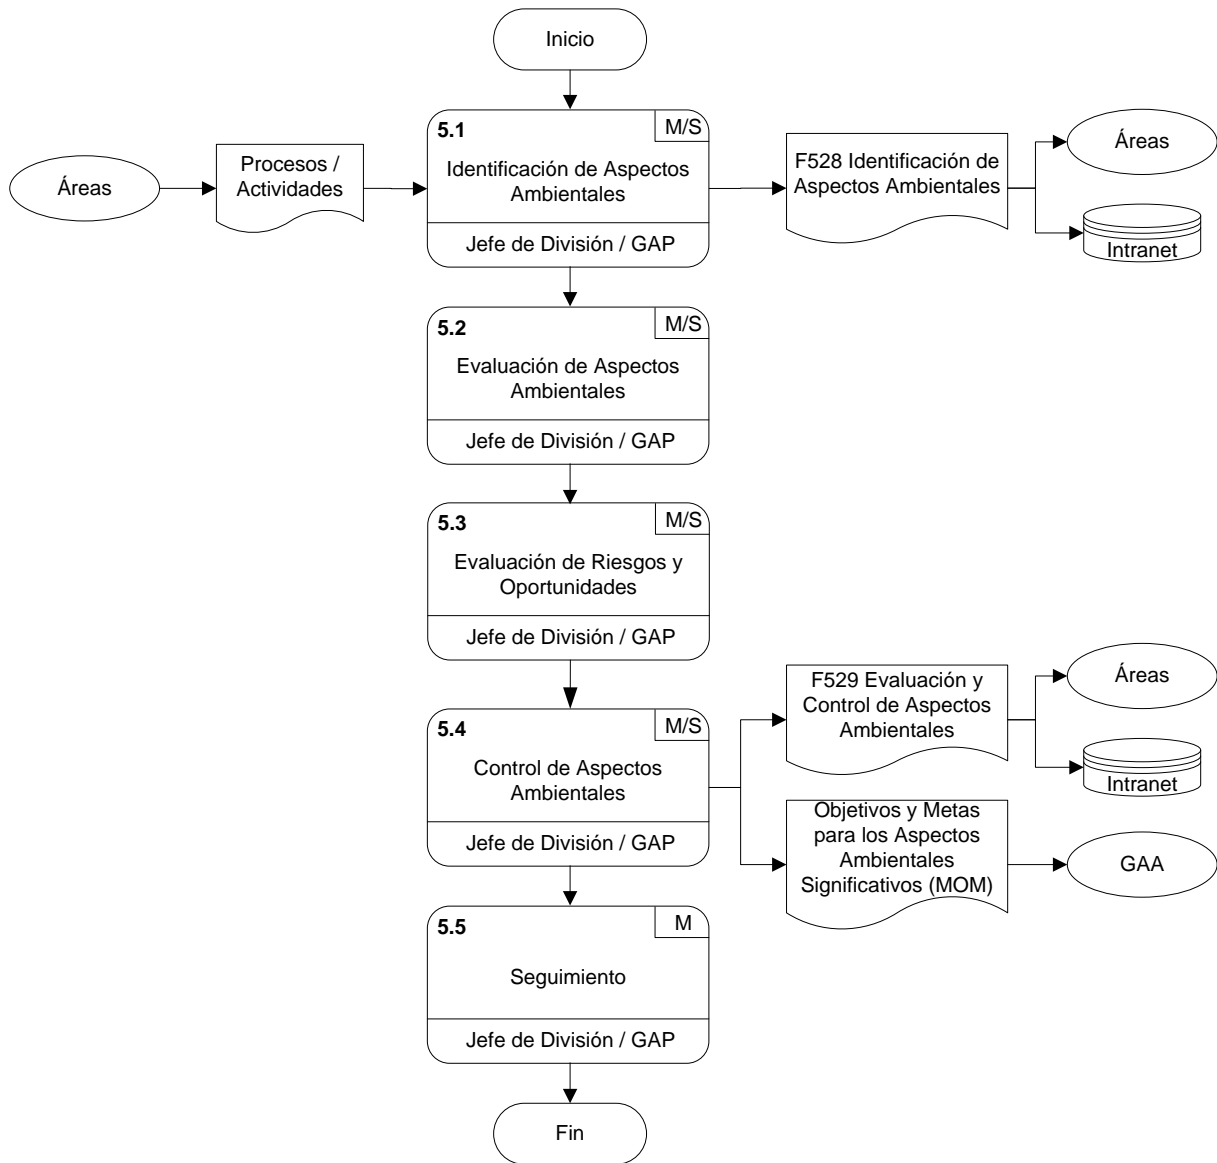 Inicio
5.1
M/S
Identificación de Aspectos
Ambientales
Jefe de División / GAP
Áreas
Procesos /
Actividades
F528 Identificación de
Aspectos Ambientales
Áreas
Intranet
5.2
M/S
Evaluación de Aspectos
Ambientales
Jefe de División / GAP
5.3
M/S
Evaluación de Riesgos y
Oportunidades
Jefe de División / GAP
5.4
M/S
Control de Aspectos
Ambientales
Jefe de División / GAP
F529 Evaluación y
Control de Aspectos
Ambientales
Áreas
Intranet
Objetivos y Metas
para los Aspectos
Ambientales
Significativos (MOM)
GAA
5.5
M
Seguimiento
Jefe de División / GAP
Fin